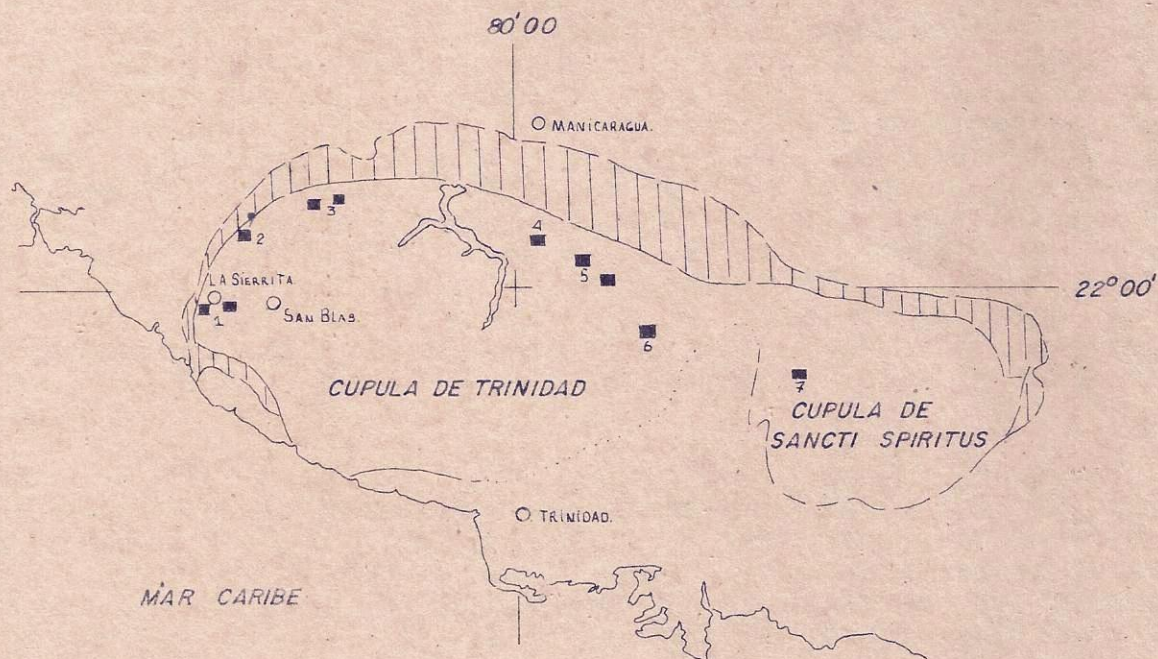 80'00
MANICARAGUA.
3
4
2
5
22°00'
LA SIERRITA
SAN BLAS.
1
6
7
CUPULA DE TRINIDAD
CUPULA DE
SANCTI SPIRITUS
TRINIDAD.
MAR CARIBE